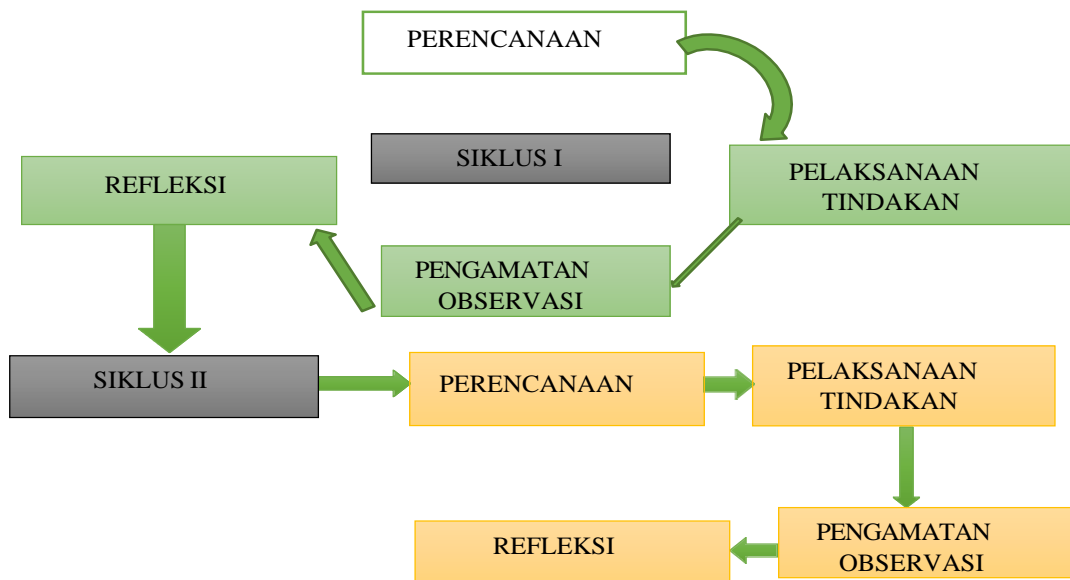 PERENCANAAN
SIKLUS I
PELAKSANAAN
TINDAKAN
REFLEKSI
PENGAMATAN
OBSERVASI
SIKLUS II
PERENCANAAN
PELAKSANAAN
TINDAKAN
REFLEKSI
PENGAMATAN
OBSERVASI